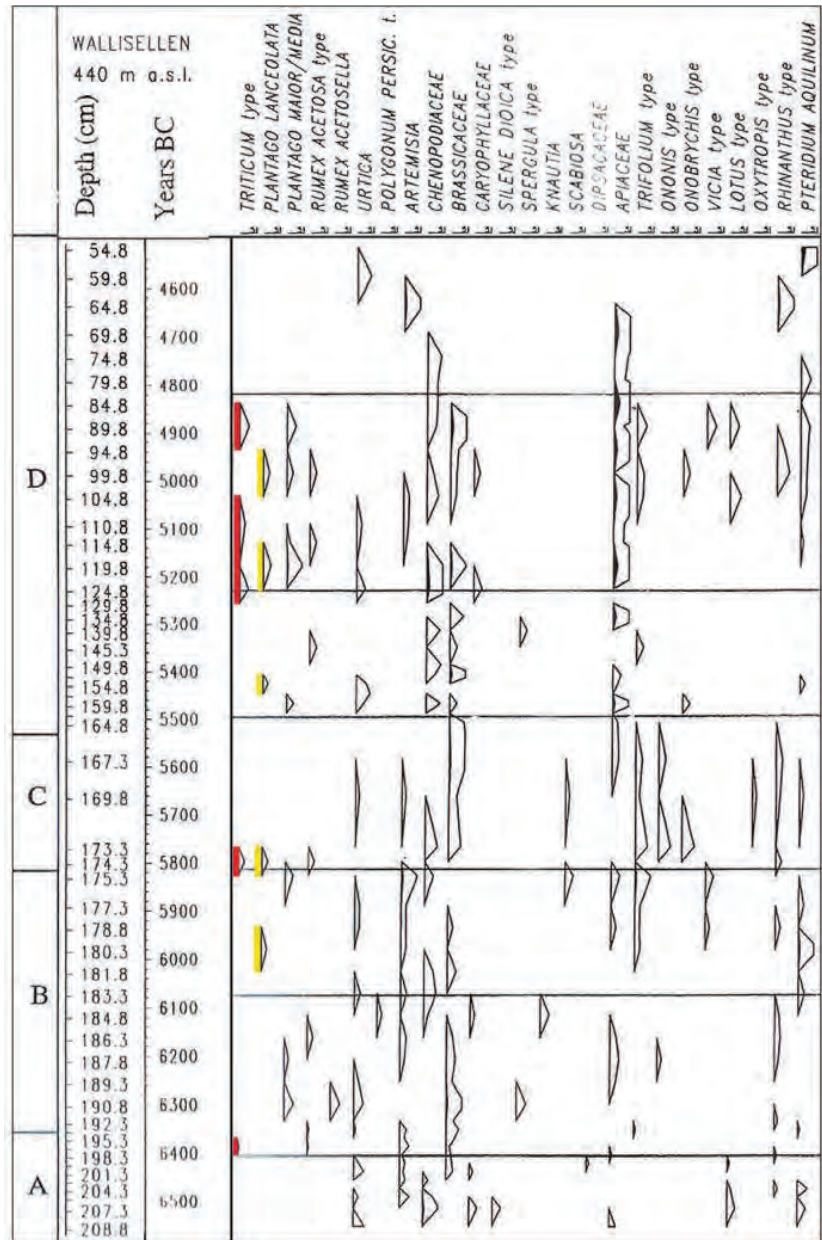 WALLISELLEN
440 m a.s.l.
Depth (cm)
Years BC
TRITICUM type
PLANTAGO LANCEOLATA
PLANTAGO MAIOR/MEDIA
RUMEX ACETOSA type
RUMEX ACETOSELLA
URTICA
POLYGONUM PERSIC. t.
ARTEMISIA
CHENOPODIACEAE
BRASSICACEAE
CARYOPHYLLACEAE
SILENE DIOICA type
SPERGULA type
KNAUTIA
SCABIOSA
DIPSACACEAE
APIACEAE
TRIFOLIUM type
ONONIS type
ONOBRYCHIS type
VICIA type
LOTUS type
OXYTROPIS type
RHINANTHUS type
PTERIDIUM AQUILINUM
54.8
59.8
4600
64.8
69.8
4700
74.8
79.8
4800
84.8
89.8
4900
94.8
D
99.8
5000
104.8
110.8
5100
114.8
119.8
5200
124.8
129.8
134.8
5300
139.8
145.3
149.8
5400
154.8
159.8
5500
164.8
167.3
5600
C
169.8
5700
173.3
174.3
5800
175.3
177.3
5900
178.8
180.3
6000
181.8
B
183.3
6100
184.8
186.3
6200
187.8
189.3
190.8
6300
192.3
195.3
6400
198.3
A
201.3
204.3
6500
207.3
208.8